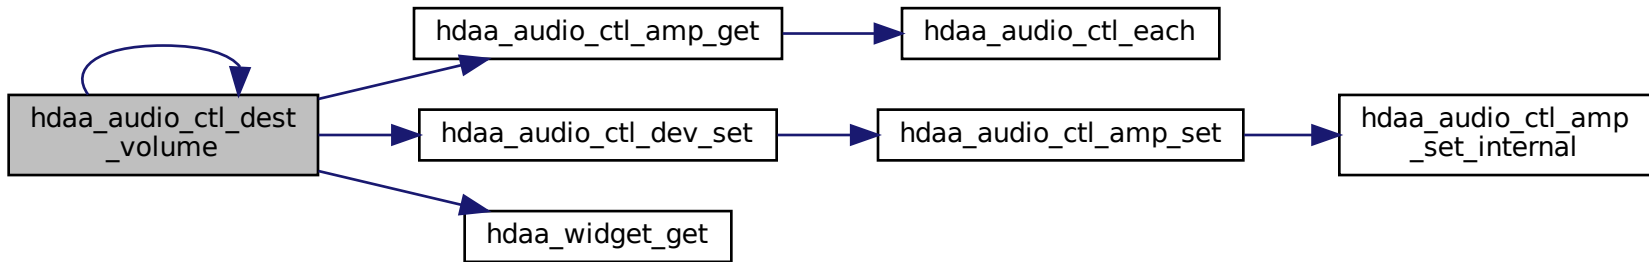 hdaa_audio_ctl_dest
_volume
hdaa_audio_ctl_amp_get
hdaa_audio_ctl_each
hdaa_audio_ctl_dev_set
hdaa_audio_ctl_amp_set
hdaa_audio_ctl_amp
_set_internal
hdaa_widget_get